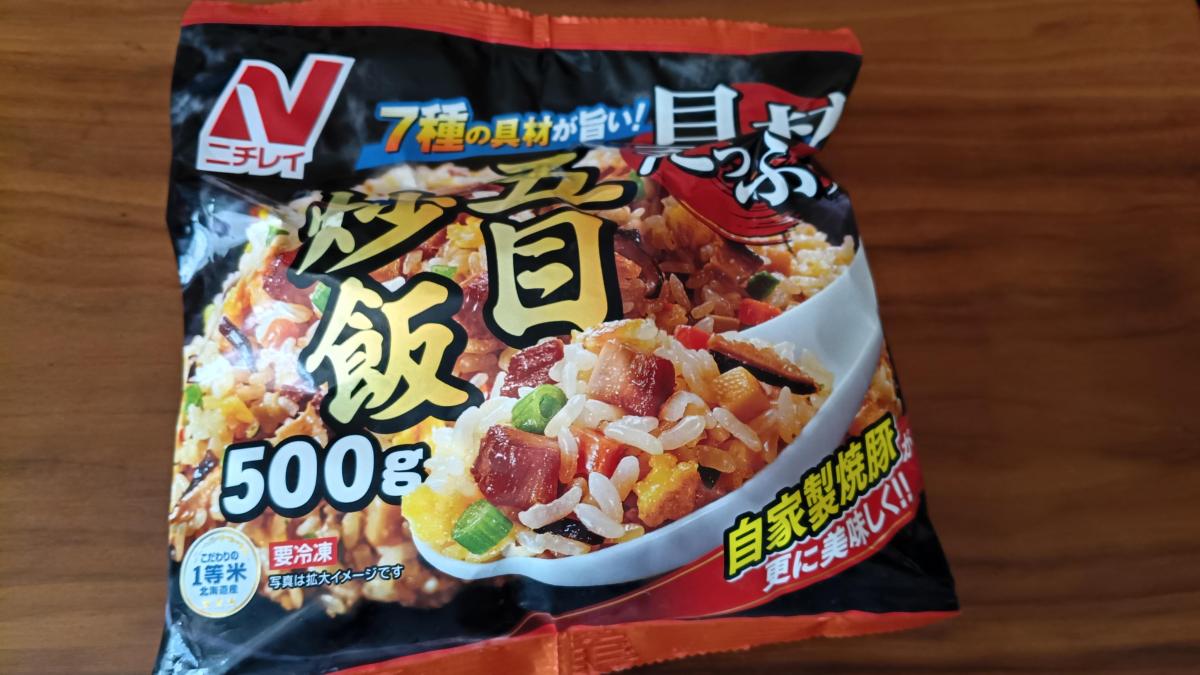 ニチレイ
7種の具材が旨い!
具たっぷり
五目
炒飯
500g
こだわりの
1等米
北海道産
要冷凍
写真は拡大イメージです
自家製焼豚が
更に美味しく!!